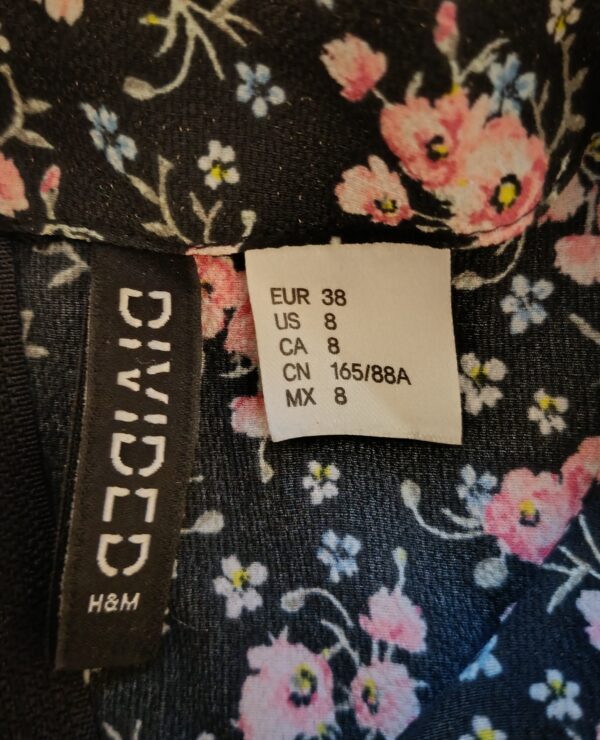 DIVIDED
H&M
EUR 38
US 8
CA 8
CN 165/88A
MX 8